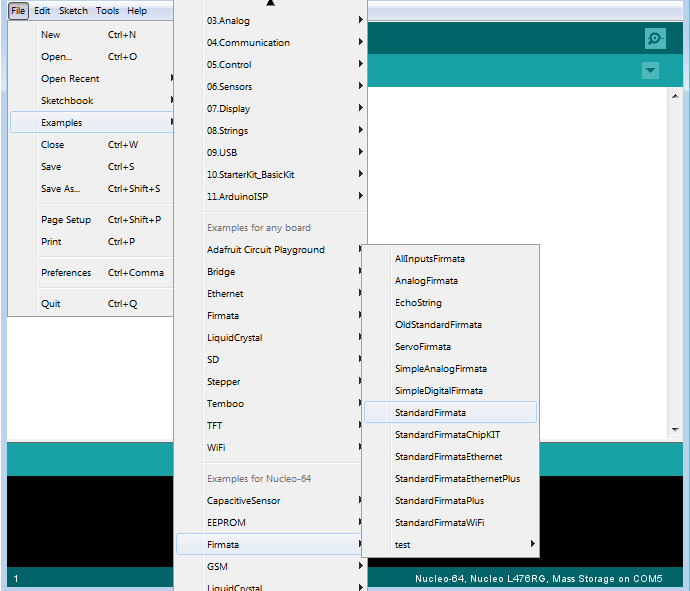 File Edit Sketch Tools Help
New Ctrl+N
Open... Ctrl+O
Open Recent
Sketchbook
Examples
Close Ctrl+W
Save Ctrl+S
Save As... Ctrl+Shift+S
Page Setup Ctrl+Shift+P
Print Ctrl+P
Preferences Ctrl+Comma
Quit Ctrl+Q
03.Analog
04.Communication
05.Control
06.Sensors
07.Display
08.Strings
09.USB
10.StarterKit_BasicKit
11.ArduinoISP
Examples for any board
Adafruit Circuit Playground
Bridge
Ethernet
Firmata
LiquidCrystal
SD
Stepper
Temboo
TFT
WiFi
Examples for Nucleo-64
CapacitiveSensor
EEPROM
Firmata
GSM
LiquidCrystal
AllInputsFirmata
AnalogFirmata
EchoString
OldStandardFirmata
ServoFirmata
SimpleAnalogFirmata
SimpleDigitalFirmata
StandardFirmata
StandardFirmataChipKIT
StandardFirmataEthernet
StandardFirmataEthernetPlus
StandardFirmataPlus
StandardFirmataWiFi
test
1 Nucleo-64, Nucleo L476RG, Mass Storage on COM5